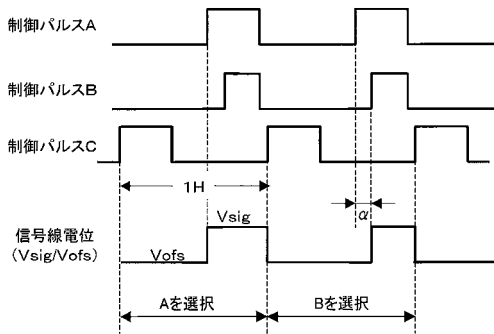 制御パルスA
制御パルスB
制御パルスC
1H
α
Vsig
信号線電位
(Vsig/Vofs)
Vofs
Aを選択
Bを選択